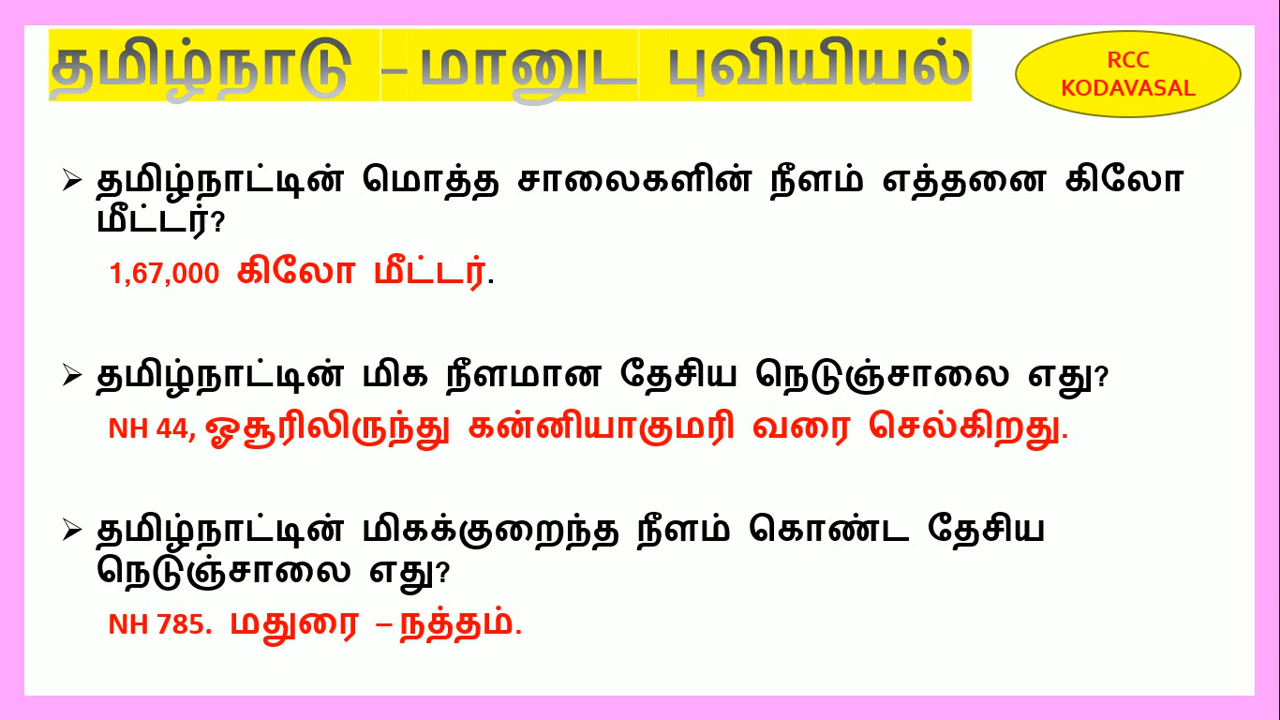 தமிழ்நாடு – மானுட புவியியல்
RCC
KODAVASAL
➢ தமிழ்நாட்டின் மொத்த சாலைகளின் நீளம் எத்தனை கிலோ
மீட்டர்?
1,67,000 கிலோ மீட்டர்.
➢ தமிழ்நாட்டின் மிக நீளமான தேசிய நெடுஞ்சாலை எது?
NH 44, ஓசூரிலிருந்து கன்னியாகுமரி வரை செல்கிறது.
➢ தமிழ்நாட்டின் மிகக்குறைந்த நீளம் கொண்ட தேசிய
நெடுஞ்சாலை எது?
NH 785. மதுரை – நத்தம்.